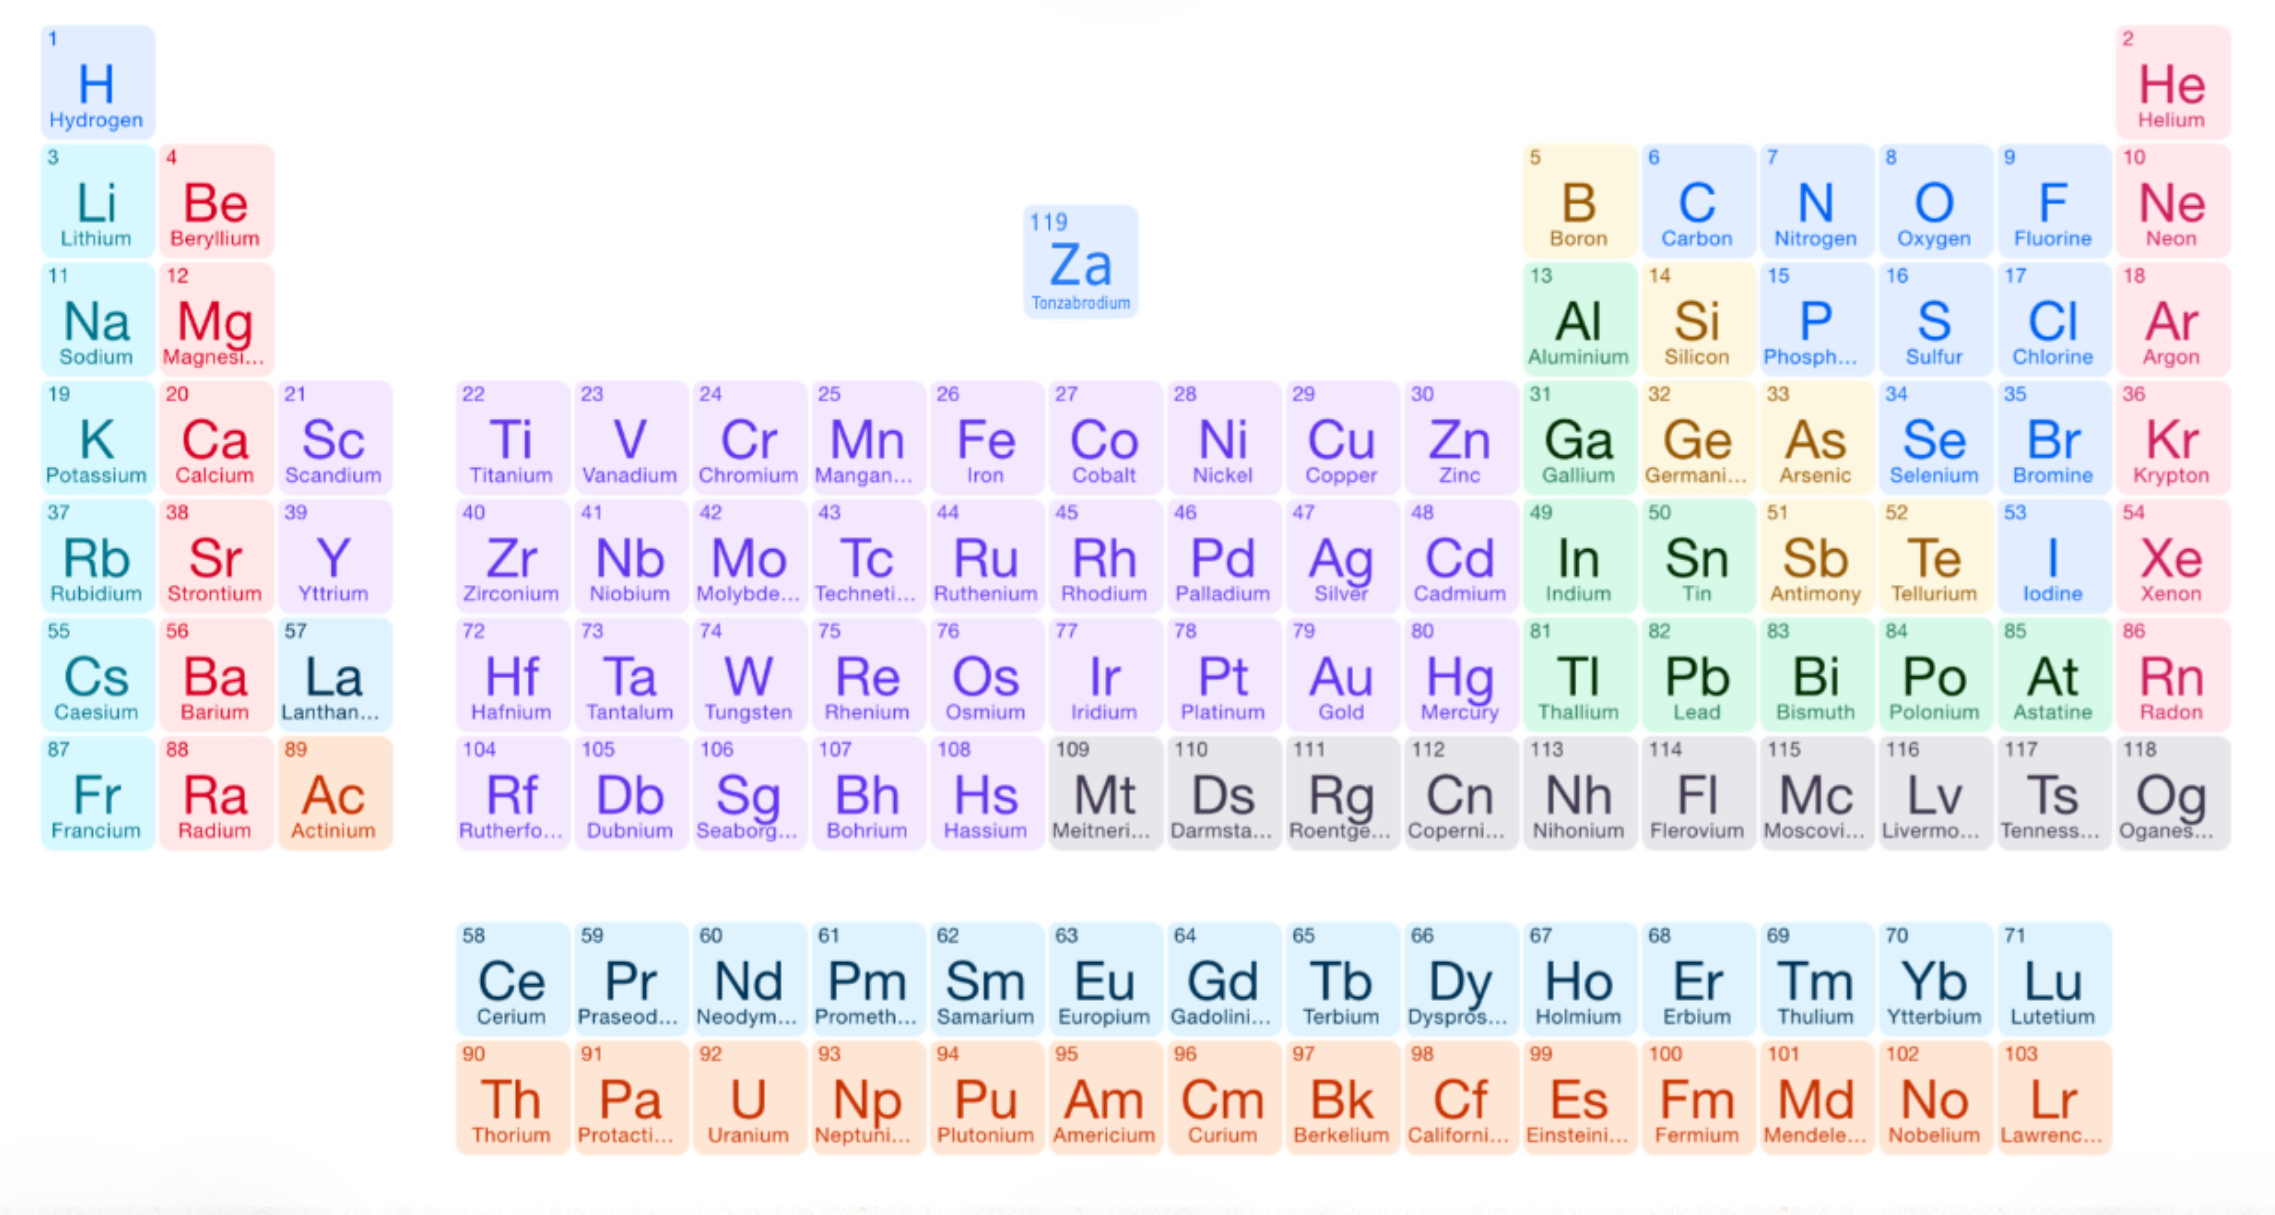 1 2
H He
Hydrogen Helium
3 4 5 6 7 8 9 10
Li Be B C N O F Ne
Lithium Beryllium Boron Carbon Nitrogen Oxygen Fluorine Neon
119
Za
Tonzabrodium
11 12 13 14 15 16 17 18
Na Mg Al Si P S Cl Ar
Sodium Magnesi... Aluminium Silicon Phosph... Sulfur Chlorine Argon
19 20 21 22 23 24 25 26 27 28 29 30 31 32 33 34 35 36
K Ca Sc Ti V Cr Mn Fe Co Ni Cu Zn Ga Ge As Se Br Kr
Potassium Calcium Scandium Titanium Vanadium Chromium Mangan... Iron Cobalt Nickel Copper Zinc Gallium Germani... Arsenic Selenium Bromine Krypton
37 38 39 40 41 42 43 44 45 46 47 48 49 50 51 52 53 54
Rb Sr Y Zr Nb Mo Tc Ru Rh Pd Ag Cd In Sn Sb Te I Xe
Rubidium Strontium Yttrium Zirconium Niobium Molybde... Techneti... Ruthenium Rhodium Palladium Silver Cadmium Indium Tin Antimony Tellurium Iodine Xenon
55 56 57 72 73 74 75 76 77 78 79 80 81 82 83 84 85 86
Cs Ba La Hf Ta W Re Os Ir Pt Au Hg Tl Pb Bi Po At Rn
Caesium Barium Lanthan... Hafnium Tantalum Tungsten Rhenium Osmium Iridium Platinum Gold Mercury Thallium Lead Bismuth Polonium Astatine Radon
87 88 89 104 105 106 107 108 109 110 111 112 113 114 115 116 117 118
Fr Ra Ac Rf Db Sg Bh Hs Mt Ds Rg Cn Nh Fl Mc Lv Ts Og
Francium Radium Actinium Rutherfo... Dubnium Seaborg... Bohrium Hassium Meitneri... Darmsta... Roentge... Coperni... Nihonium Flerovium Moscovi... Livermo... Tenness... Oganes...
58 59 60 61 62 63 64 65 66 67 68 69 70 71
Ce Pr Nd Pm Sm Eu Gd Tb Dy Ho Er Tm Yb Lu
Cerium Praseod... Neodym... Prometh... Samarium Europium Gadolini... Terbium Dyspros... Holmium Erbium Thulium Ytterbium Lutetium
90 91 92 93 94 95 96 97 98 99 100 101 102 103
Th Pa U Np Pu Am Cm Bk Cf Es Fm Md No Lr
Thorium Protacti... Uranium Neptuni... Plutonium Americium Curium Berkelium Californi... Einsteini... Fermium Mendele... Nobelium Lawrenc...